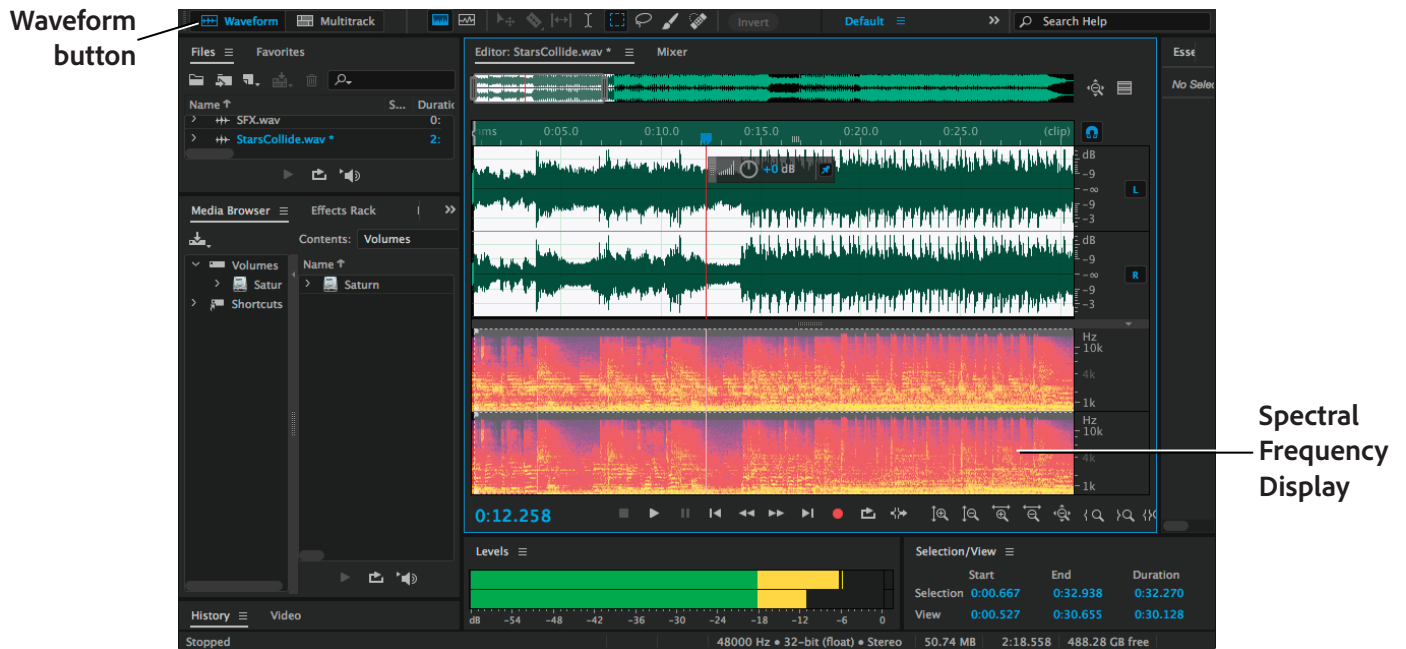 Waveform
button
Waveform
Multitrack
Invert
Default
Search Help
Files
Favorites
Name
S...
Duratic
SFX.wav
0:
StarsCollide.wav *
2:
Media Browser
Effects Rack
Contents: Volumes
Volumes
Satur
Shortcuts
Name
Saturn
History
Video
Stopped
Editor: StarsCollide.wav *
Mixer
hms
0:05.0
0:10.0
0:15.0
0:20.0
0:25.0
(clip)
+0 dB
dB
-9
-∞
-9
-3
L
dB
-9
-∞
-9
-3
R
Hz
10k
4k
1k
Hz
10k
4k
1k
0:12.258
Esse
No Selec
Spectral
Frequency
Display
Levels
dB -54 -48 -42 -36 -30 -24 -18 -12 -6 0
Selection/View
Start End Duration
Selection 0:00.667 0:32.938 0:32.270
View 0:00.527 0:30.655 0:30.128
48000 Hz • 32-bit (float) • Stereo 50.74 MB 2:18.558 488.28 GB free